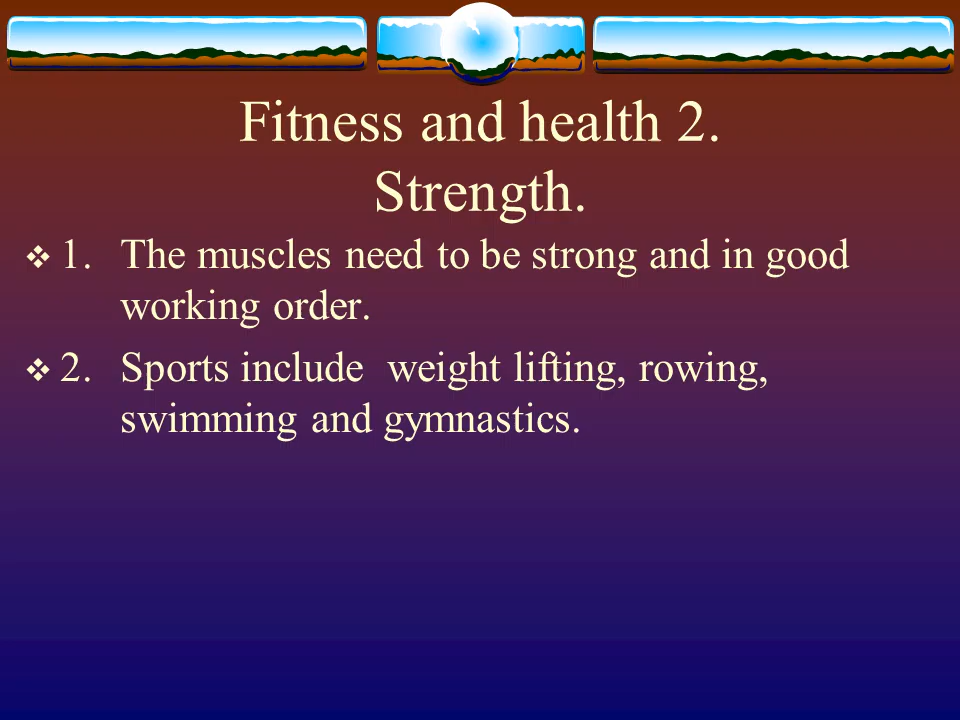 Fitness and health 2.
Strength.
❖ 1. The muscles need to be strong and in good
working order.
❖ 2. Sports include  weight lifting, rowing,
swimming and gymnastics.